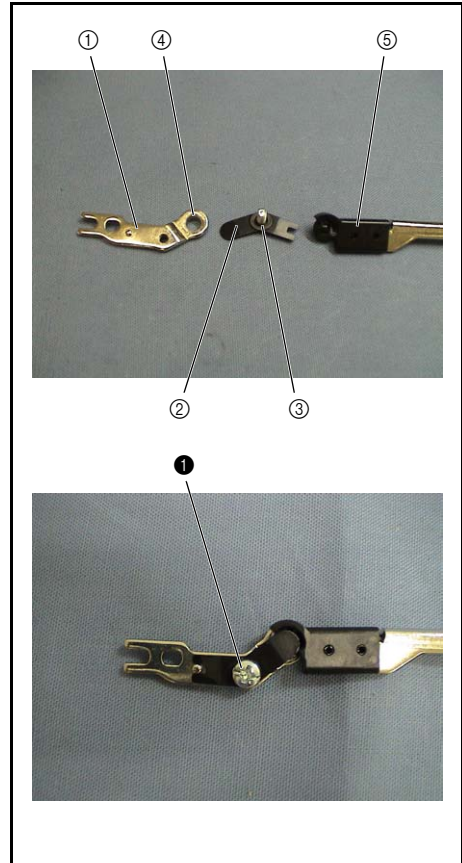 ① ④ ⑤
② ③
❶